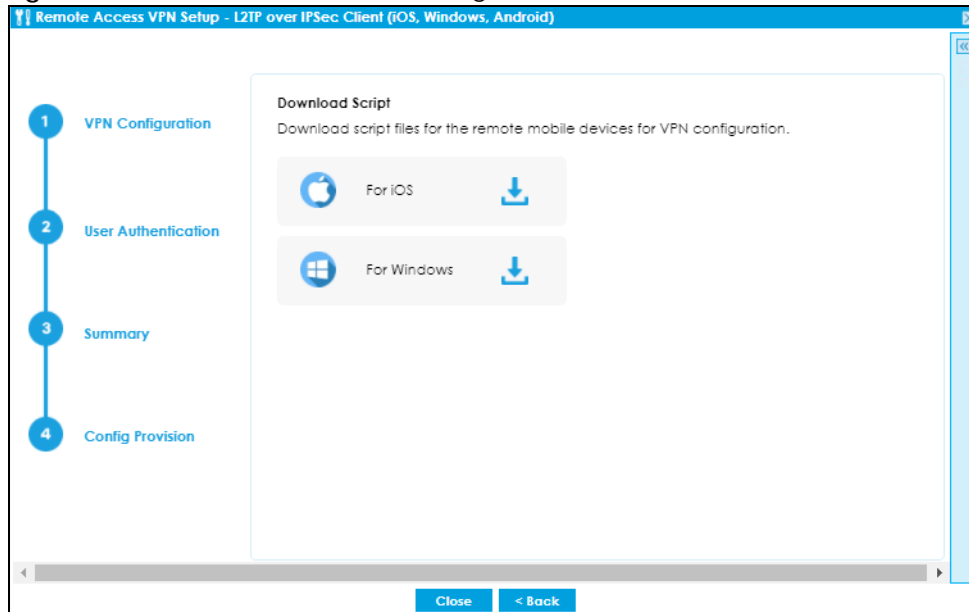 Remote Access VPN Setup - L2TP over IPSec Client (iOS, Windows, Android)
1 VPN Configuration
2 User Authentication
3 Summary
4 Config Provision
Download Script
Download script files for the remote mobile devices for VPN configuration.
For iOS
For Windows
Close < Back